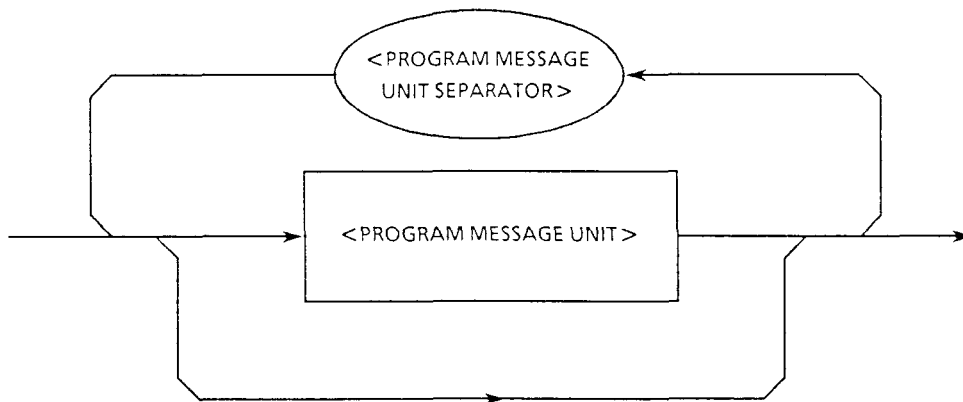 <PROGRAM MESSAGE
UNIT SEPARATOR>
<PROGRAM MESSAGE UNIT>